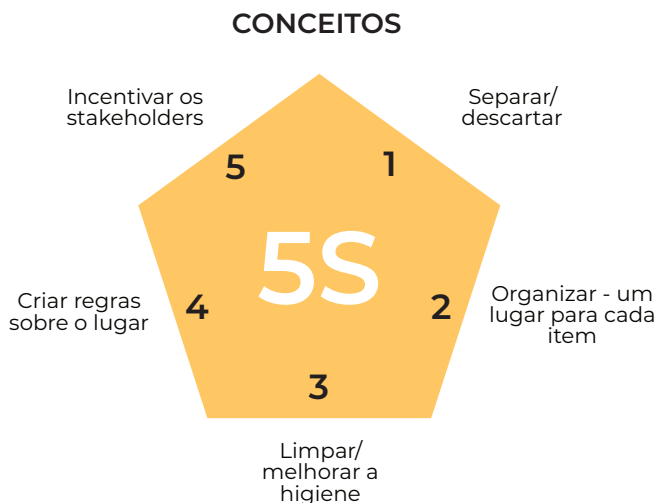 CONCEITOS
Incentivar os
stakeholders
5
Separar/
descartar
1
5S
Criar regras
sobre o lugar
4
2
Organizar - um
lugar para cada
item
3
Limpar/
melhorar a
higiene